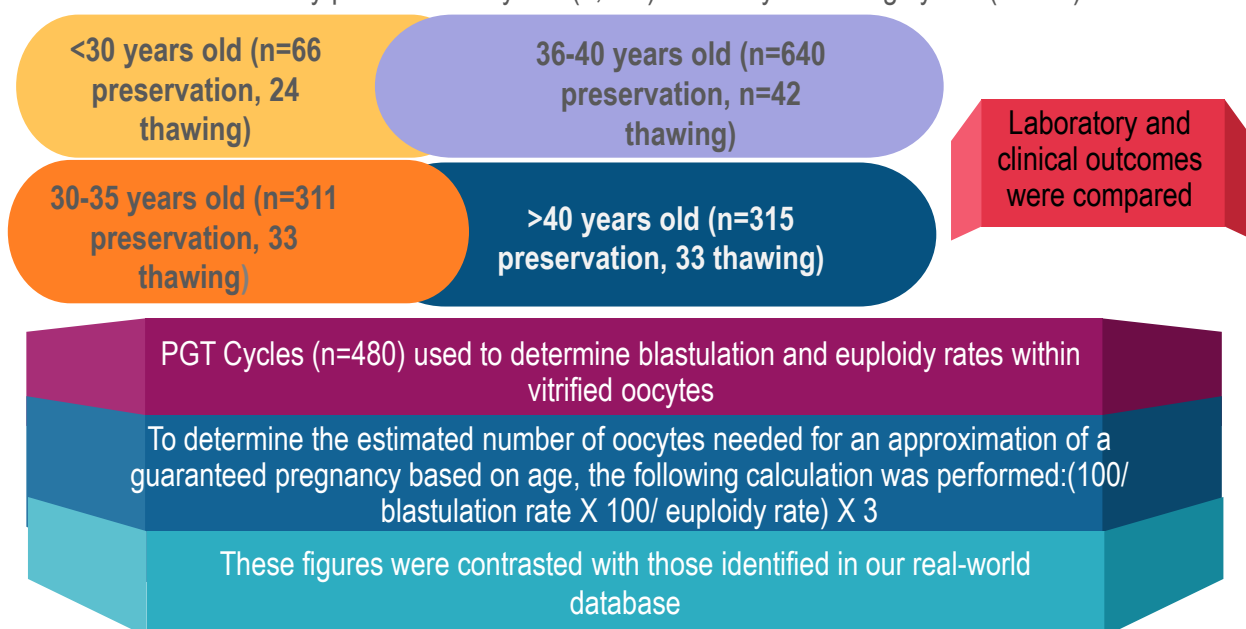 <30 years old (n=66
preservation, 24
thawing)
36-40 years old (n=640
preservation, n=42
thawing)
30-35 years old (n=311
preservation, 33
thawing)
>40 years old (n=315
preservation, 33 thawing)
Laboratory and
clinical outcomes
were compared
PGT Cycles (n=480) used to determine blastulation and euploidy rates within
vitrified oocytes
To determine the estimated number of oocytes needed for an approximation of a
guaranteed pregnancy based on age, the following calculation was performed:(100/
blastulation rate X 100/ euploidy rate) X 3
These figures were contrasted with those identified in our real-world
database